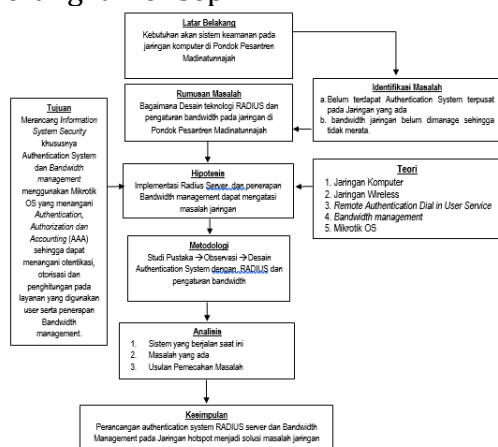 Latar Belakang
Kebutuhan akan sistem keamanan pada
jaringan komputer di Pondok Pesantren
Madinatunnajah
Rumusan Masalah
Bagaimana Desain teknologi RADIUS dan
pengaturan bandwidth pada jaringan di
Pondok Pesantren Madinatunnajah
Identifikasi Masalah
a. Belum terdapat Authentication System terpusat
pada Jaringan yang ada
b. bandwidth jaringan belum dimanage sehingga
tidak merata.
Tujuan
Merancang Information
System Security
khususnya
Authentication System
dan Bandwidth
management
menggunakan Mikrotik
OS yang menangani
Authentication,
Authorization dan
Accounting (AAA)
sehingga dapat
menangani otentikasi,
otorisasi dan
penghitungan pada
layanan yang digunakan
user serta penerapan
Bandwidth
management.
Hipotesis
Implementasi Radius Server, dan penerapan
Bandwidth management dapat mengatasi
masalah jaringan
Teori
1. Jaringan Komputer
2. Jaringan Wireless
3. Remote Authentication Dial in User Service
4. Bandwidth management
5. Mikrotik OS
Metodologi
Studi Pustaka → Observasi → Desain
Authentication System dengan, RADIUS dan
pengaturan bandwidth
Analisis
1. Sistem yang berjalan saat ini
2. Masalah yang ada
3. Usulan Pemecahan Masalah
Kesimpulan
Perancangan authentication system RADIUS server dan Bandwidth
Management pada Jaringan hotspot menjadi solusi masalah jaringan